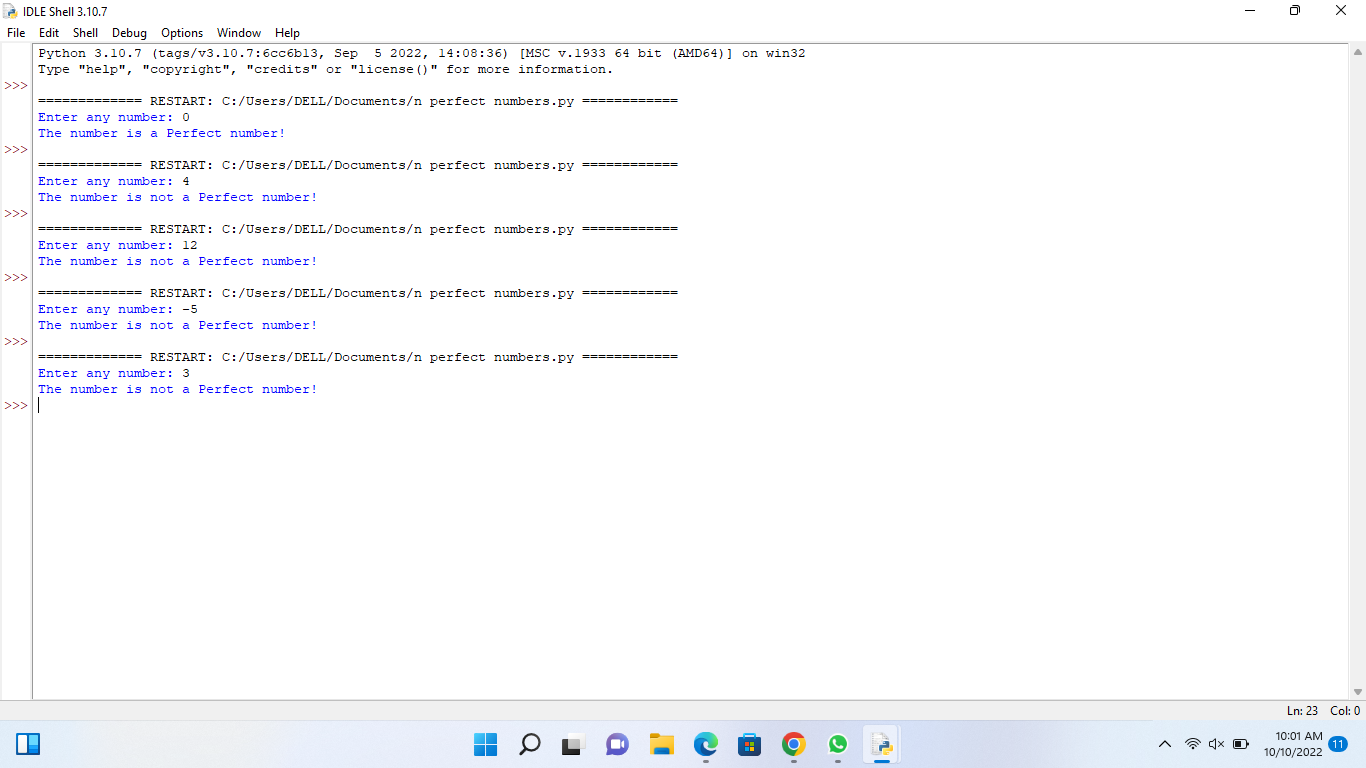 IDLE Shell 3.10.7
File Edit Shell Debug Options Window Help
Python 3.10.7 (tags/v3.10.7:6cc6b13, Sep  5 2022, 14:08:36) [MSC v.1933 64 bit (AMD64)] on win32
Type "help", "copyright", "credits" or "license()" for more information.
>>>
============= RESTART: C:/Users/DELL/Documents/n perfect numbers.py ============
Enter any number: 0
The number is a Perfect number!
>>>
============= RESTART: C:/Users/DELL/Documents/n perfect numbers.py ============
Enter any number: 4
The number is not a Perfect number!
>>>
============= RESTART: C:/Users/DELL/Documents/n perfect numbers.py ============
Enter any number: 12
The number is not a Perfect number!
>>>
============= RESTART: C:/Users/DELL/Documents/n perfect numbers.py ============
Enter any number: -5
The number is not a Perfect number!
>>>
============= RESTART: C:/Users/DELL/Documents/n perfect numbers.py ============
Enter any number: 3
The number is not a Perfect number!
>>>
Ln: 23 Col: 0
10:01 AM
10/10/2022
11